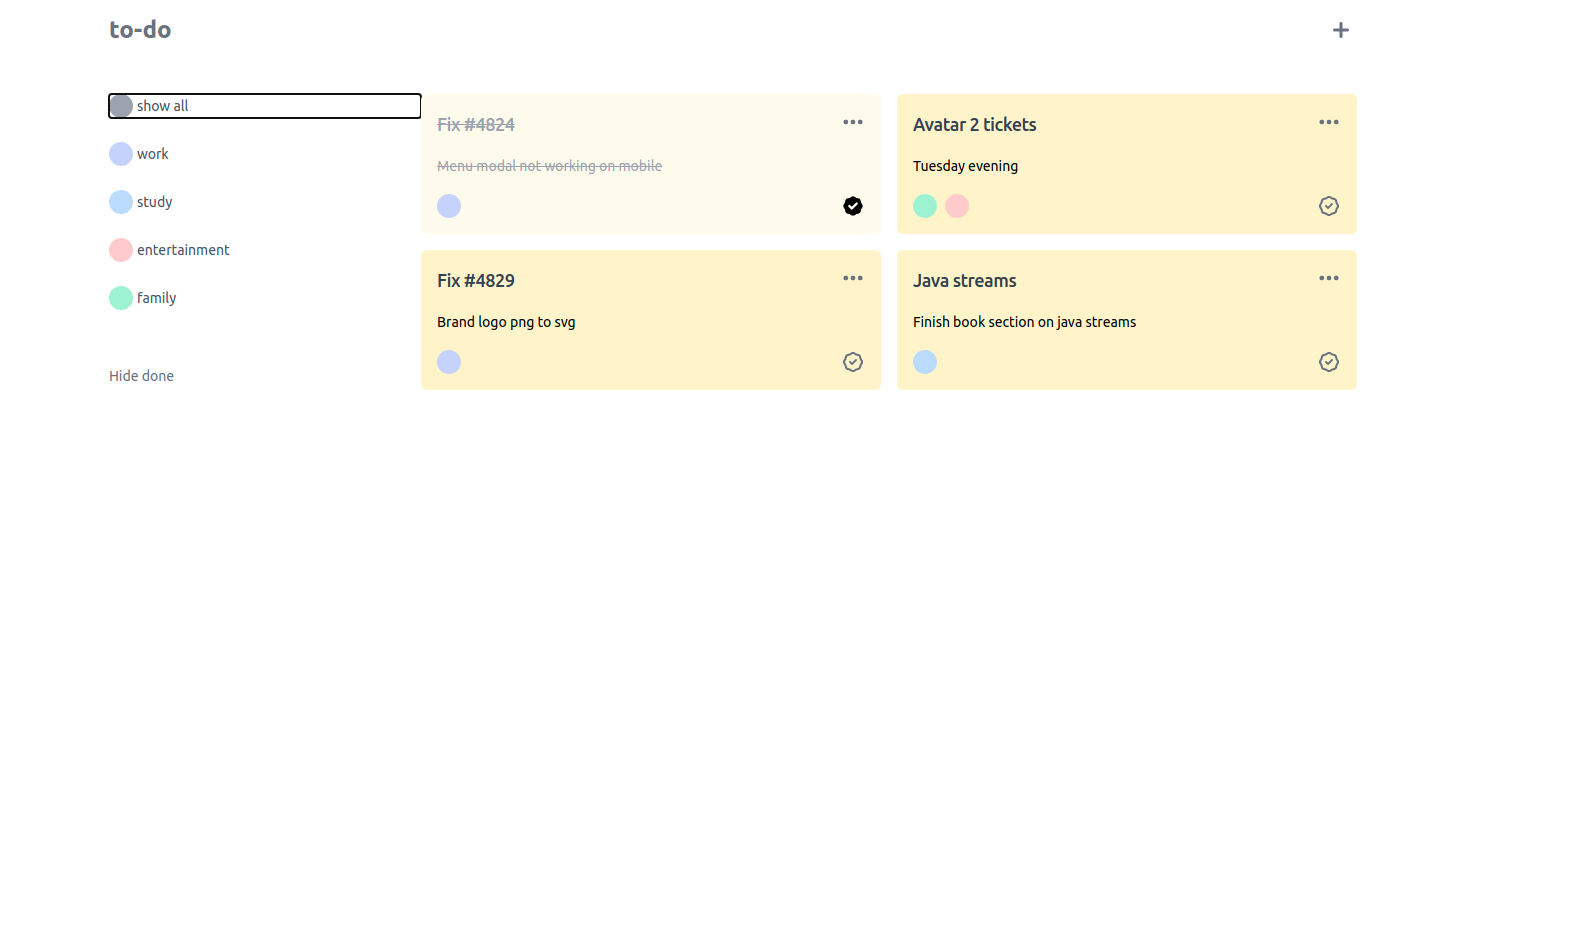 to-do
show all
work
study
entertainment
family
Hide done
Fix #4824
Menu modal not working on mobile
Avatar 2 tickets
Tuesday evening
Fix #4829
Brand logo png to svg
Java streams
Finish book section on java streams